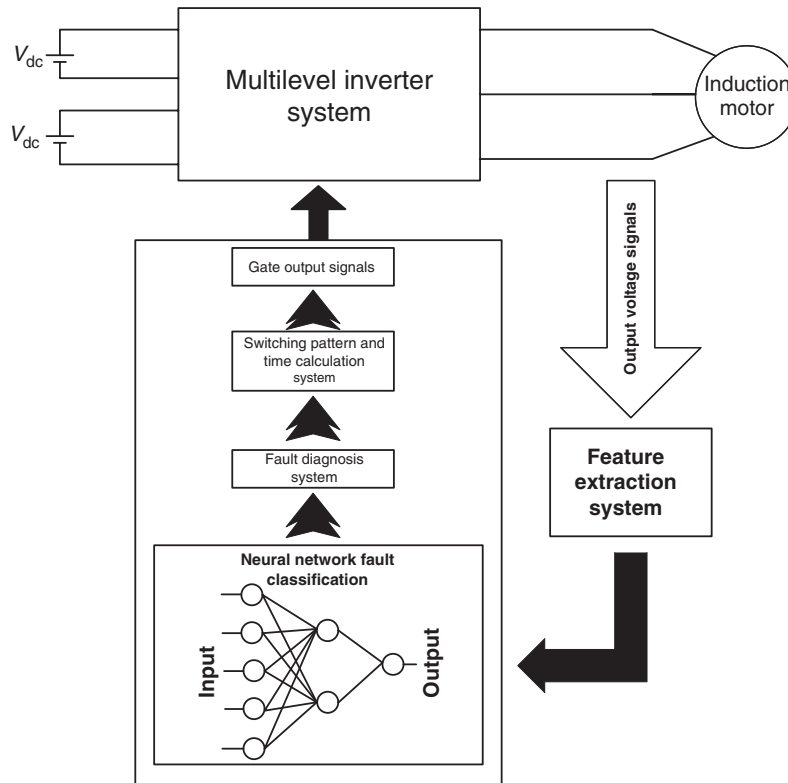 Vdc
Vdc
Multilevel inverter
system
Induction
motor
Output voltage signals
Gate output signals
Switching pattern and
time calculation
system
Fault diagnosis
system
Feature
extraction
system
Neural network fault
classification
Input
Output